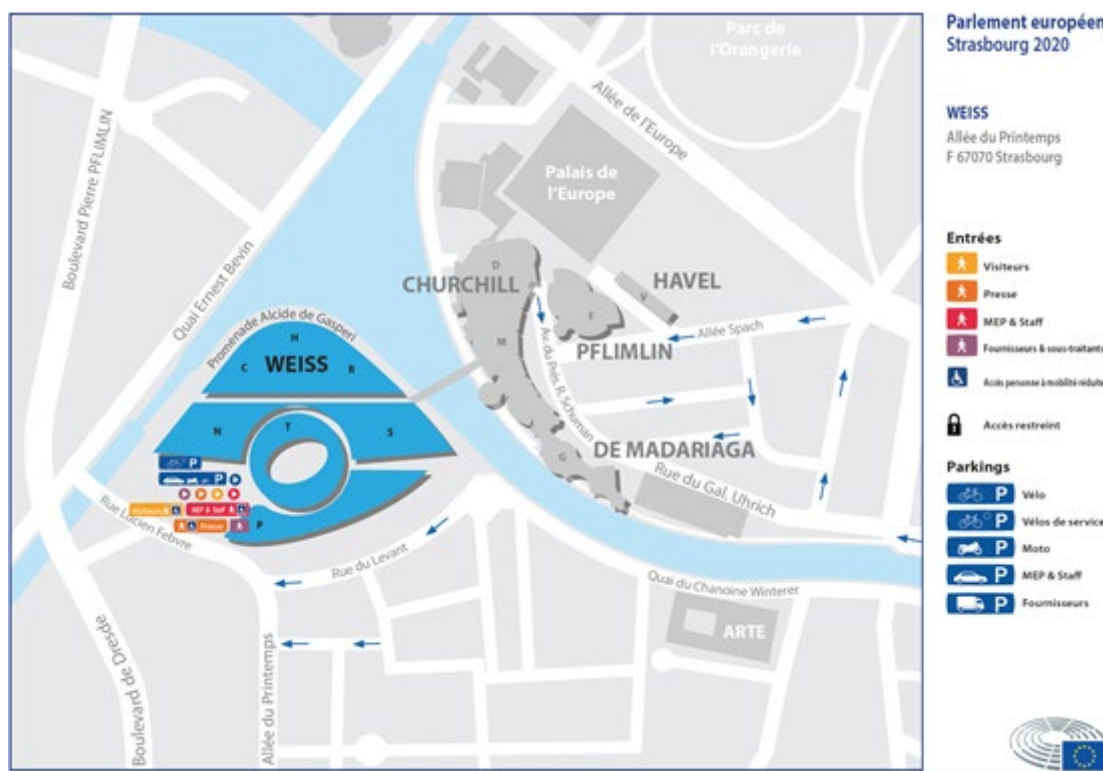 Parlement européen
Strasbourg 2020
WEISS
Allée du Printemps
F 67070 Strasbourg
Entrées
Visiteurs
Presse
MEP & Staff
Fournisseurs & sous-traitants
Accès personne à mobilité réduite
Accès restreint
Parkings
P Vélo
P Vélos de service
P Moto
P MEP & Staff
P Fournisseurs
Parc de
l'Orangerie
Allée de l'Europe
Palais de
l'Europe
Boulevard Pierre PFLIMLIN
Quai Ernest Bevin
CHURCHILL
D
HAVEL
V
F
Allée Spach
PFLIMLIN
M
Av. du Prés. R. Schuman
Promenade Alcide de Gasperi
H
WEISS
C
R
N
T
S
P
P
Visiteurs
MEP & Staff
Presse
P
DE MADARIAGA
G
Rue du Gal. Uhrich
Rue Lucien Febvre
Rue du Levant
Quai du Chanoine Winterer
ARTE
Boulevard de Dresde
Allée du Printemps